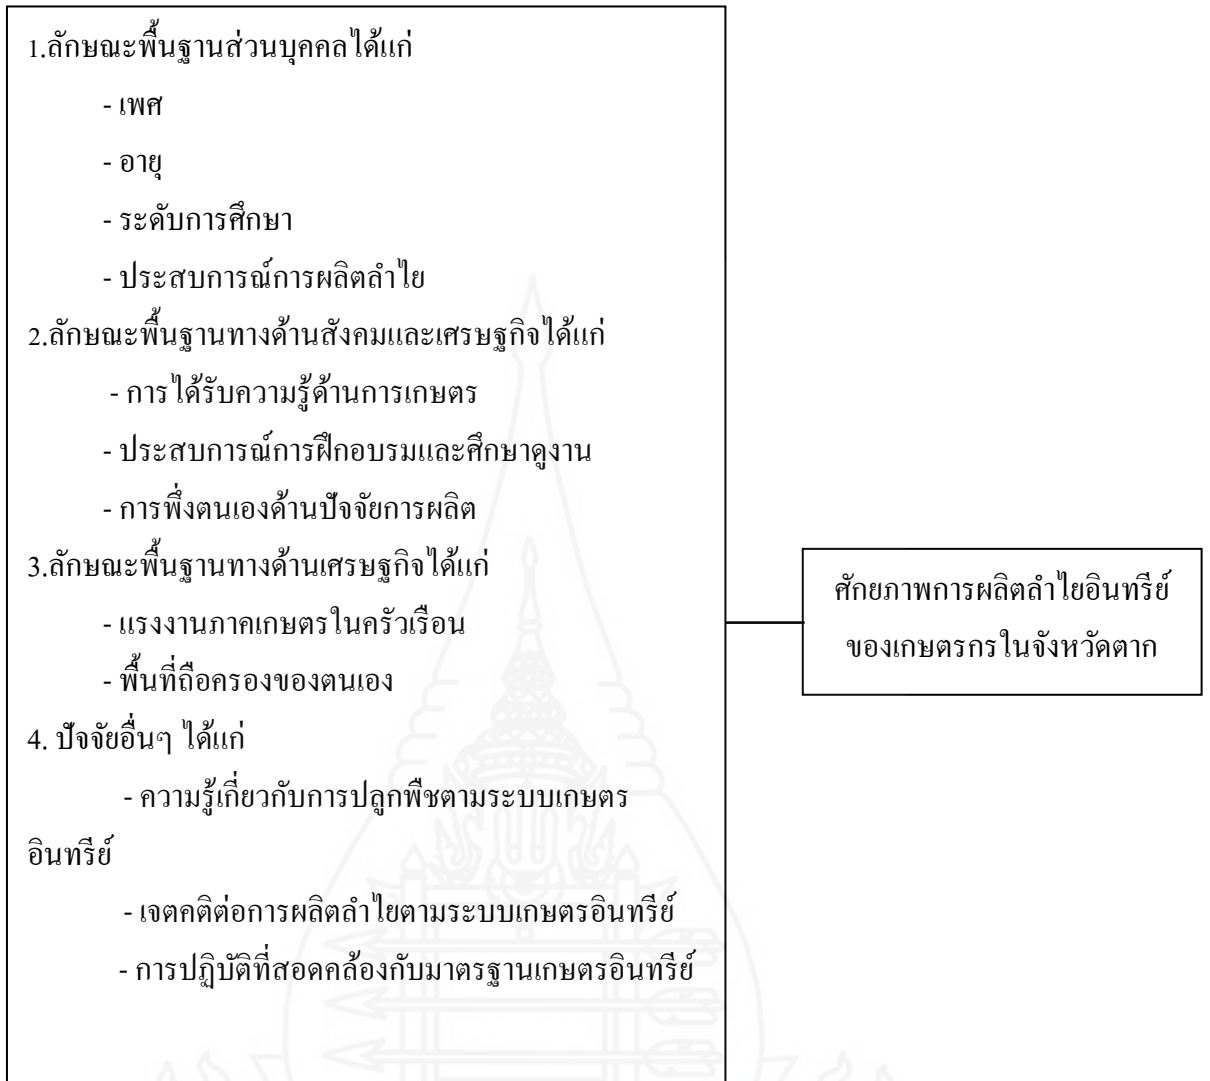 1.ลักษณะพื้นฐานส่วนบุคคลได้แก่
- เพศ
- อายุ
- ระดับการศึกษา
- ประสบการณ์การผลิตลำไย
2.ลักษณะพื้นฐานทางด้านสังคมและเศรษฐกิจได้แก่
- การได้รับความรู้ด้านการเกษตร
- ประสบการณ์การฝึกอบรมและศึกษาดูงาน
- การพึ่งตนเองด้านปัจจัยการผลิต
3.ลักษณะพื้นฐานทางด้านเศรษฐกิจได้แก่
- แรงงานภาคเกษตรในครัวเรือน
- พื้นที่ถือครองของตนเอง
4. ปัจจัยอื่นๆ ได้แก่
- ความรู้เกี่ยวกับการปลูกพืชตามระบบเกษตร
อินทรีย์
- เจตคติต่อการผลิตลำไยตามระบบเกษตรอินทรีย์
- การปฏิบัติที่สอดคล้องกับมาตรฐานเกษตรอินทรีย์
ศักยภาพการผลิตลำไยอินทรีย์
ของเกษตรกรในจังหวัดตาก